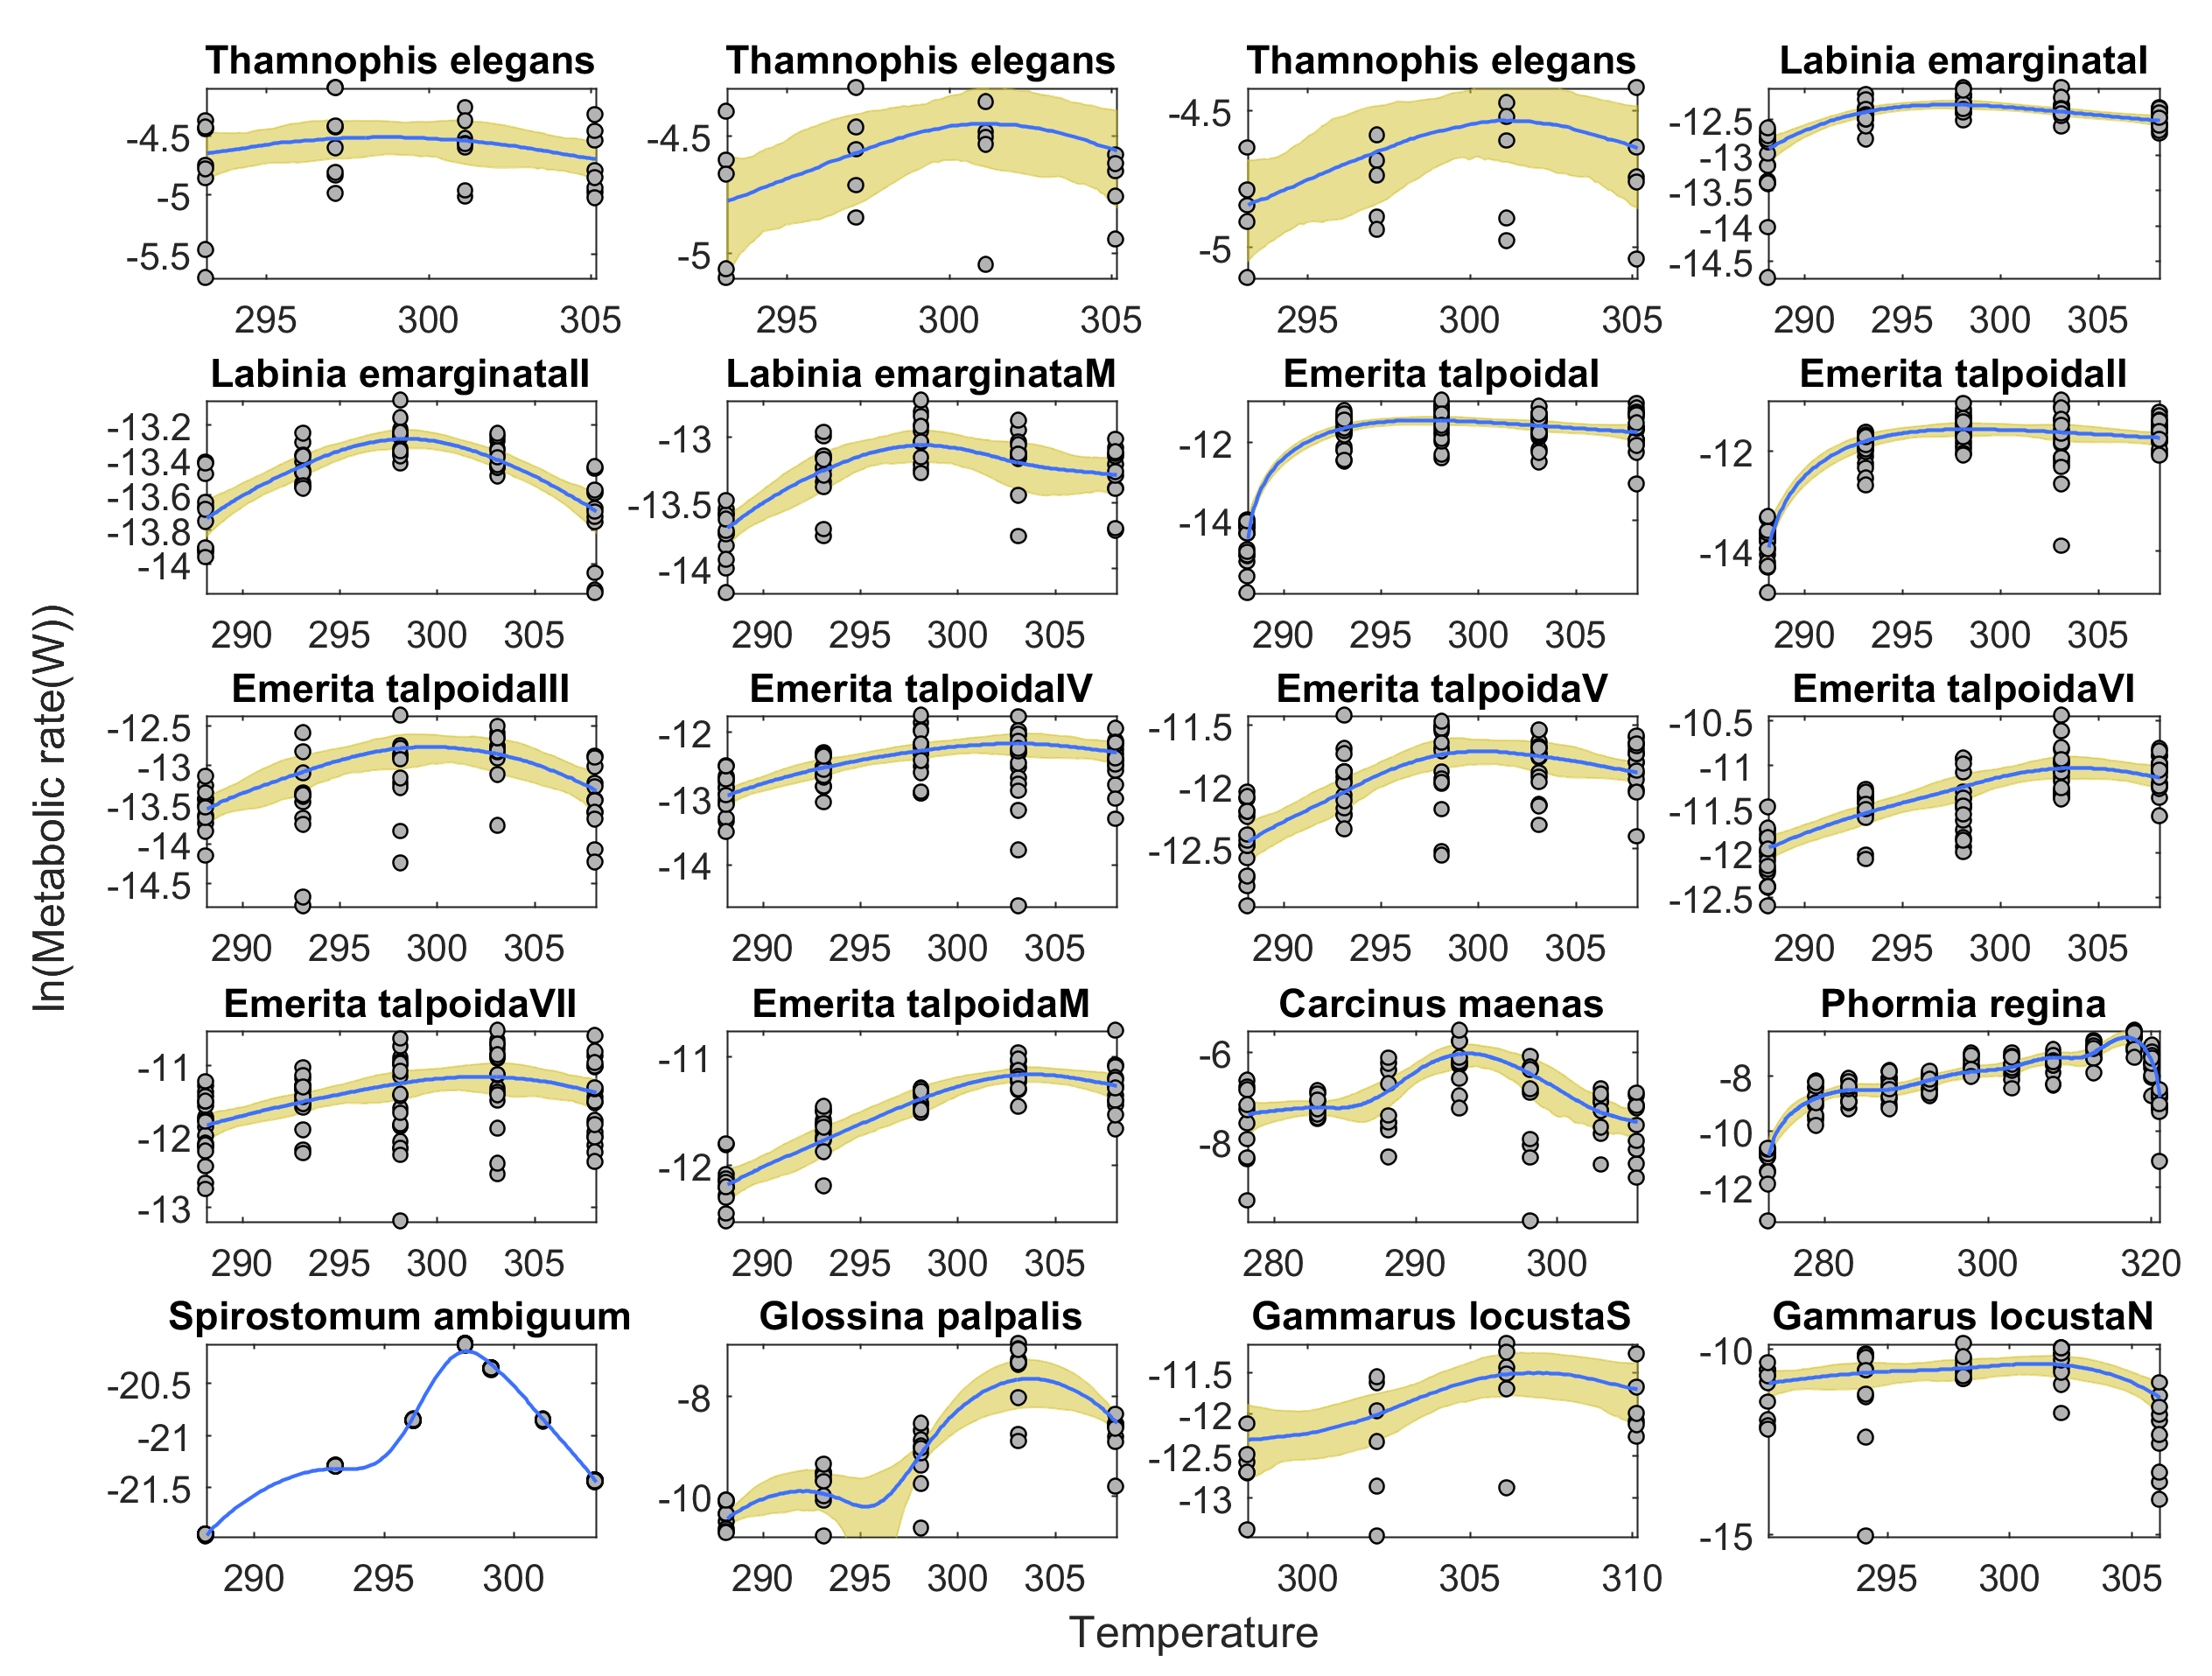 Thamnophis elegans
-4.5
-5
-5.5
295 300 305
Thamnophis elegans
-4.5
-5
295 300 305
Thamnophis elegans
-4.5
-5
295 300 305
Labinia emarginataI
-12.5
-13
-13.5
-14
-14.5
290 295 300 305
Labinia emarginataII
-13.2
-13.4
-13.6
-13.8
-14
290 295 300 305
Labinia emarginataM
-13
-13.5
-14
290 295 300 305
Emerita talpoidaI
-12
-14
290 295 300 305
Emerita talpoidaII
-12
-14
290 295 300 305
Emerita talpoidaIII
-12.5
-13
-13.5
-14
-14.5
290 295 300 305
Emerita talpoidaIV
-12
-13
-14
290 295 300 305
Emerita talpoidaV
-11.5
-12
-12.5
290 295 300 305
Emerita talpoidaVI
-10.5
-11
-11.5
-12
-12.5
290 295 300 305
Emerita talpoidaVII
-11
-12
-13
290 295 300 305
Emerita talpoidaM
-11
-12
290 295 300 305
Carcinus maenas
-6
-8
280 290 300
Phormia regina
-8
-10
-12
280 300 320
Spirostomum ambiguum
-20.5
-21
-21.5
290 295 300
Glossina palpalis
-8
-10
290 295 300 305
Gammarus locustaS
-11.5
-12
-12.5
-13
300 305 310
Gammarus locustaN
-10
-15
295 300 305
ln(Metabolic rate(W))
Temperature